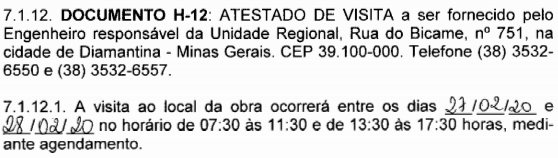 7.1.12. DOCUMENTO H-12: ATESTADO DE VISITA a ser fornecido pelo
Engenheiro responsável da Unidade Regional, Rua do Bicame, nº 751, na
cidade de Diamantina - Minas Gerais. CEP 39.100-000. Telefone (38) 3532-
6550 e (38) 3532-6557.
7.1.12.1. A visita ao local da obra ocorrerá entre os dias 27/02/20 e
28/02/20 no horário de 07:30 às 11:30 e de 13:30 às 17:30 horas, medi-
ante agendamento.